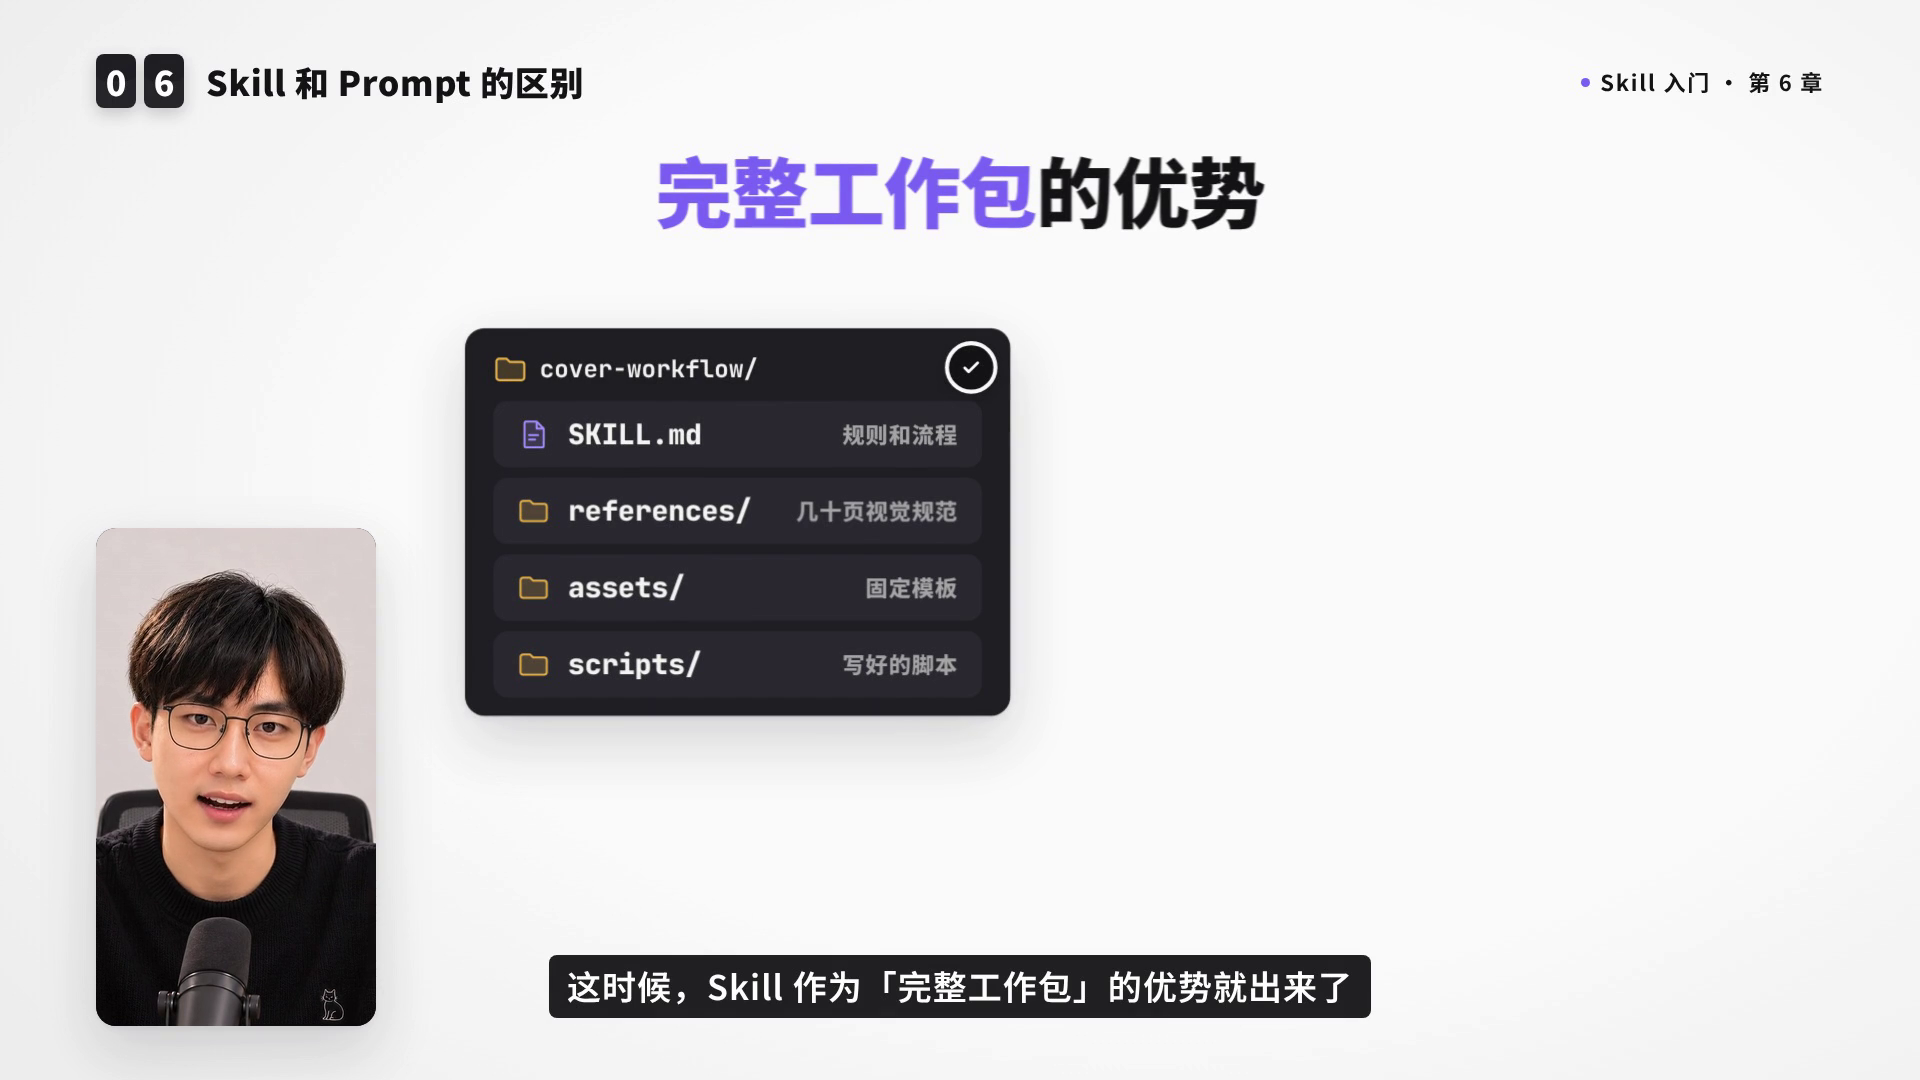 06 Skill 和 Prompt 的区别
Skill 入门 · 第 6 章
完整工作包的优势
cover-workflow/
SKILL.md 规则和流程
references/ 几十页视觉规范
assets/ 固定模板
scripts/ 写好的脚本
这时候，Skill 作为「完整工作包」的优势就出来了